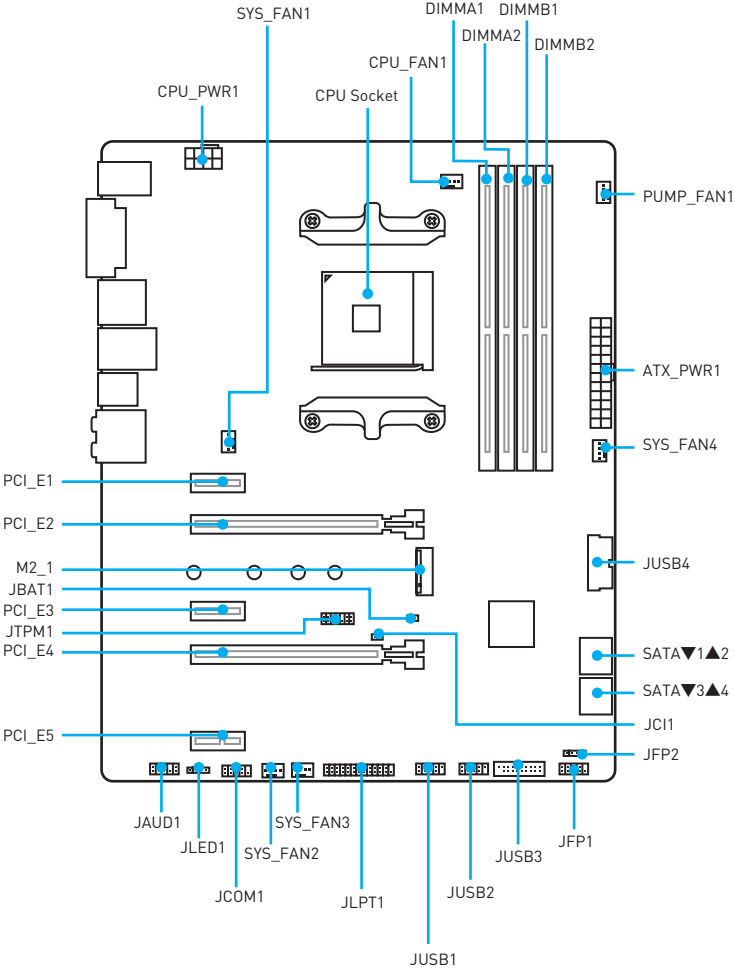 DIMMA1 DIMMB1
SYS_FAN1
DIMMA2
DIMMB2
CPU_FAN1
CPU_PWR1
CPU Socket
PUMP_FAN1
ATX_PWR1
SYS_FAN4
PCI_E1
PCI_E2
JUSB4
M2_1
JBAT1
PCI_E3
JTPM1
PCI_E4
SATA▼1▲2
SATA▼3▲4
JCI1
PCI_E5
JFP2
JAUD1
SYS_FAN3
JLED1
SYS_FAN2
JFP1
JUSB3
JCOM1
JLPT1
JUSB2
JUSB1